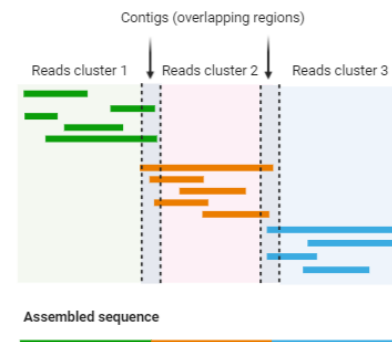 Contigs (overlapping regions)
Reads cluster 1
Reads cluster 2
Reads cluster 3
Assembled sequence